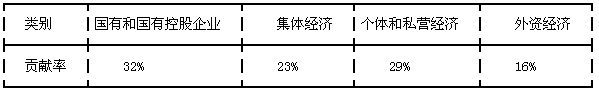 类别 国有和国有控股企业 集体经济 个体和私营经济 外资经济
贡献率 32% 23% 29% 16%